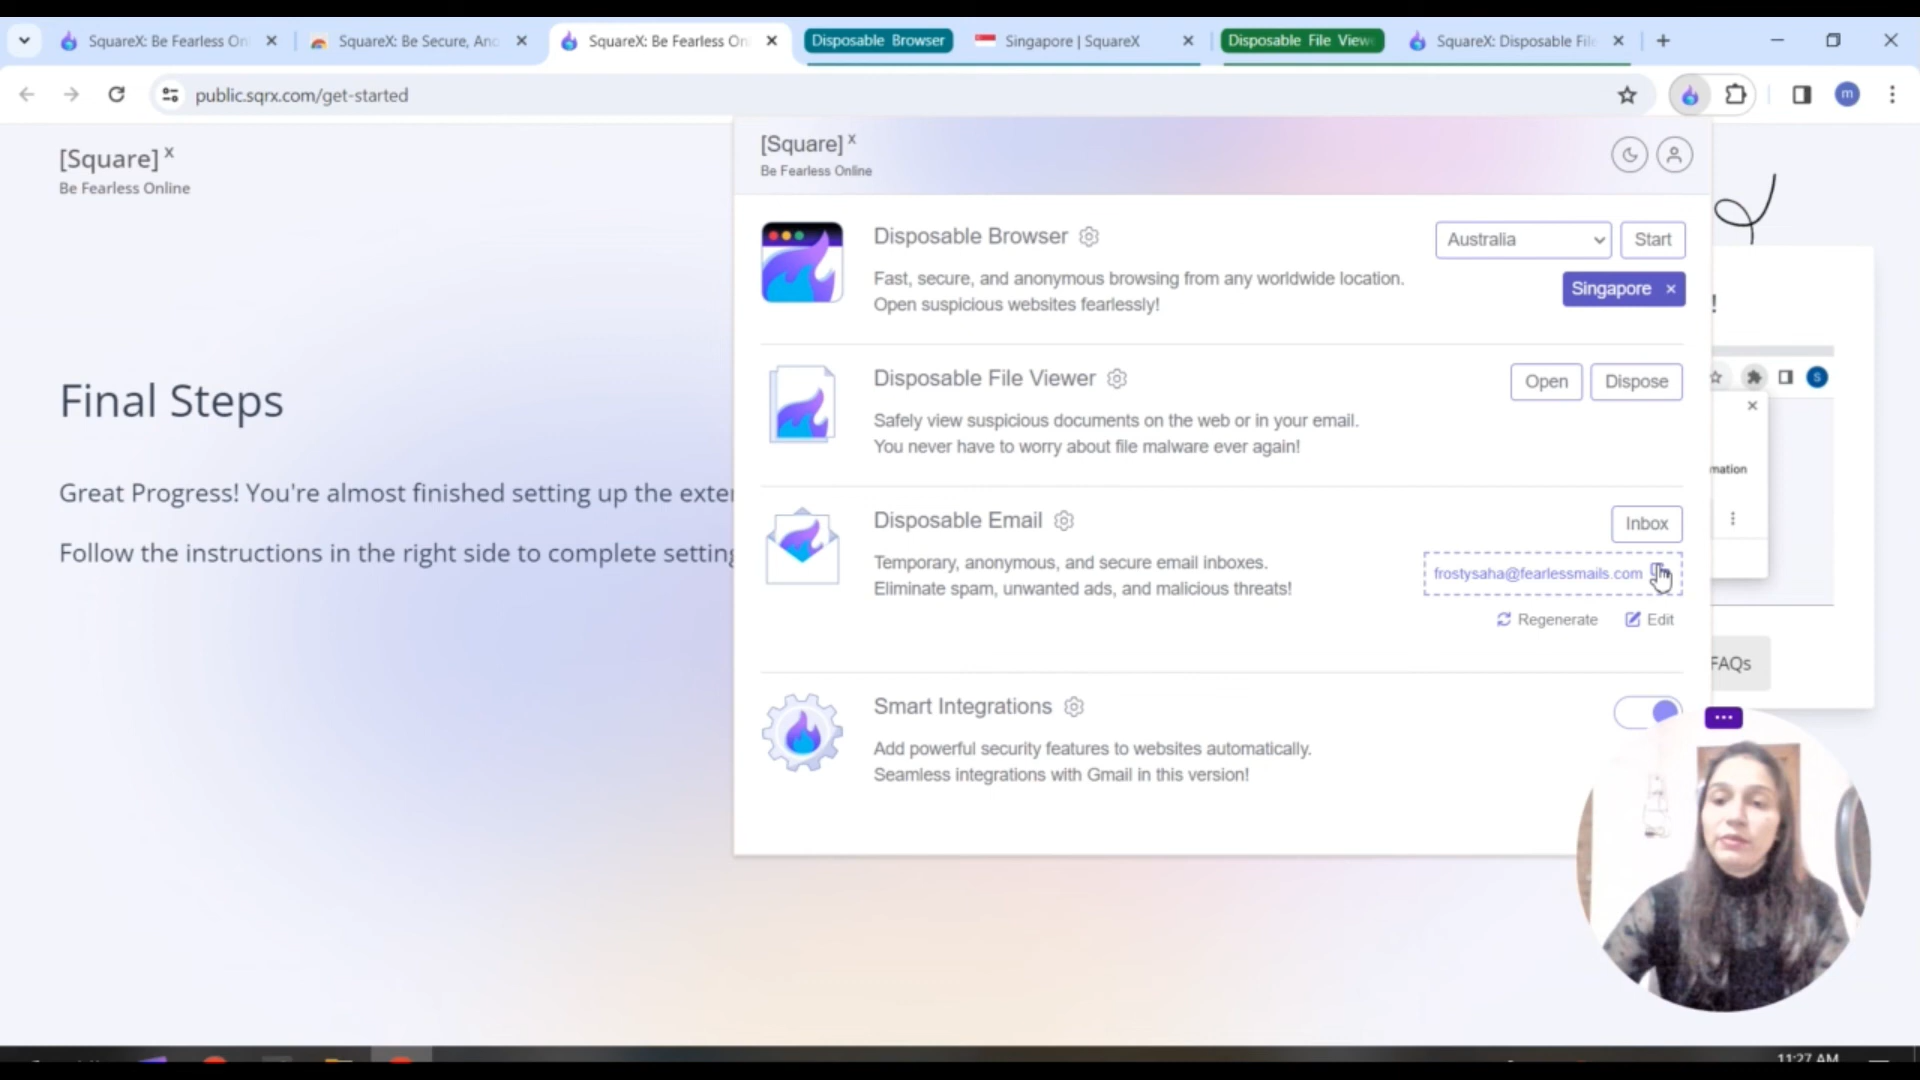 SquareX: Be Fearless On
SquareX: Be Secure, Ano
SquareX: Be Fearless On
Disposable Browser
Singapore | SquareX
Disposable File View
SquareX: Disposable File
public.sqrx.com/get-started
m
[Square] X
Be Fearless Online
Final Steps
Great Progress! You're almost finished setting up the exter
Follow the instructions in the right side to complete setting
[Square] X
Be Fearless Online
Disposable Browser
Australia
Start
Fast, secure, and anonymous browsing from any worldwide location.
Open suspicious websites fearlessly!
Singapore ×
Disposable File Viewer
Open
Dispose
Safely view suspicious documents on the web or in your email.
You never have to worry about file malware ever again!
Disposable Email
Inbox
Temporary, anonymous, and secure email inboxes.
Eliminate spam, unwanted ads, and malicious threats!
frostysaha@fearlessmails.com
Regenerate
Edit
Smart Integrations
Add powerful security features to websites automatically.
Seamless integrations with Gmail in this version!
!
S
mation
FAQs
11:27 AM